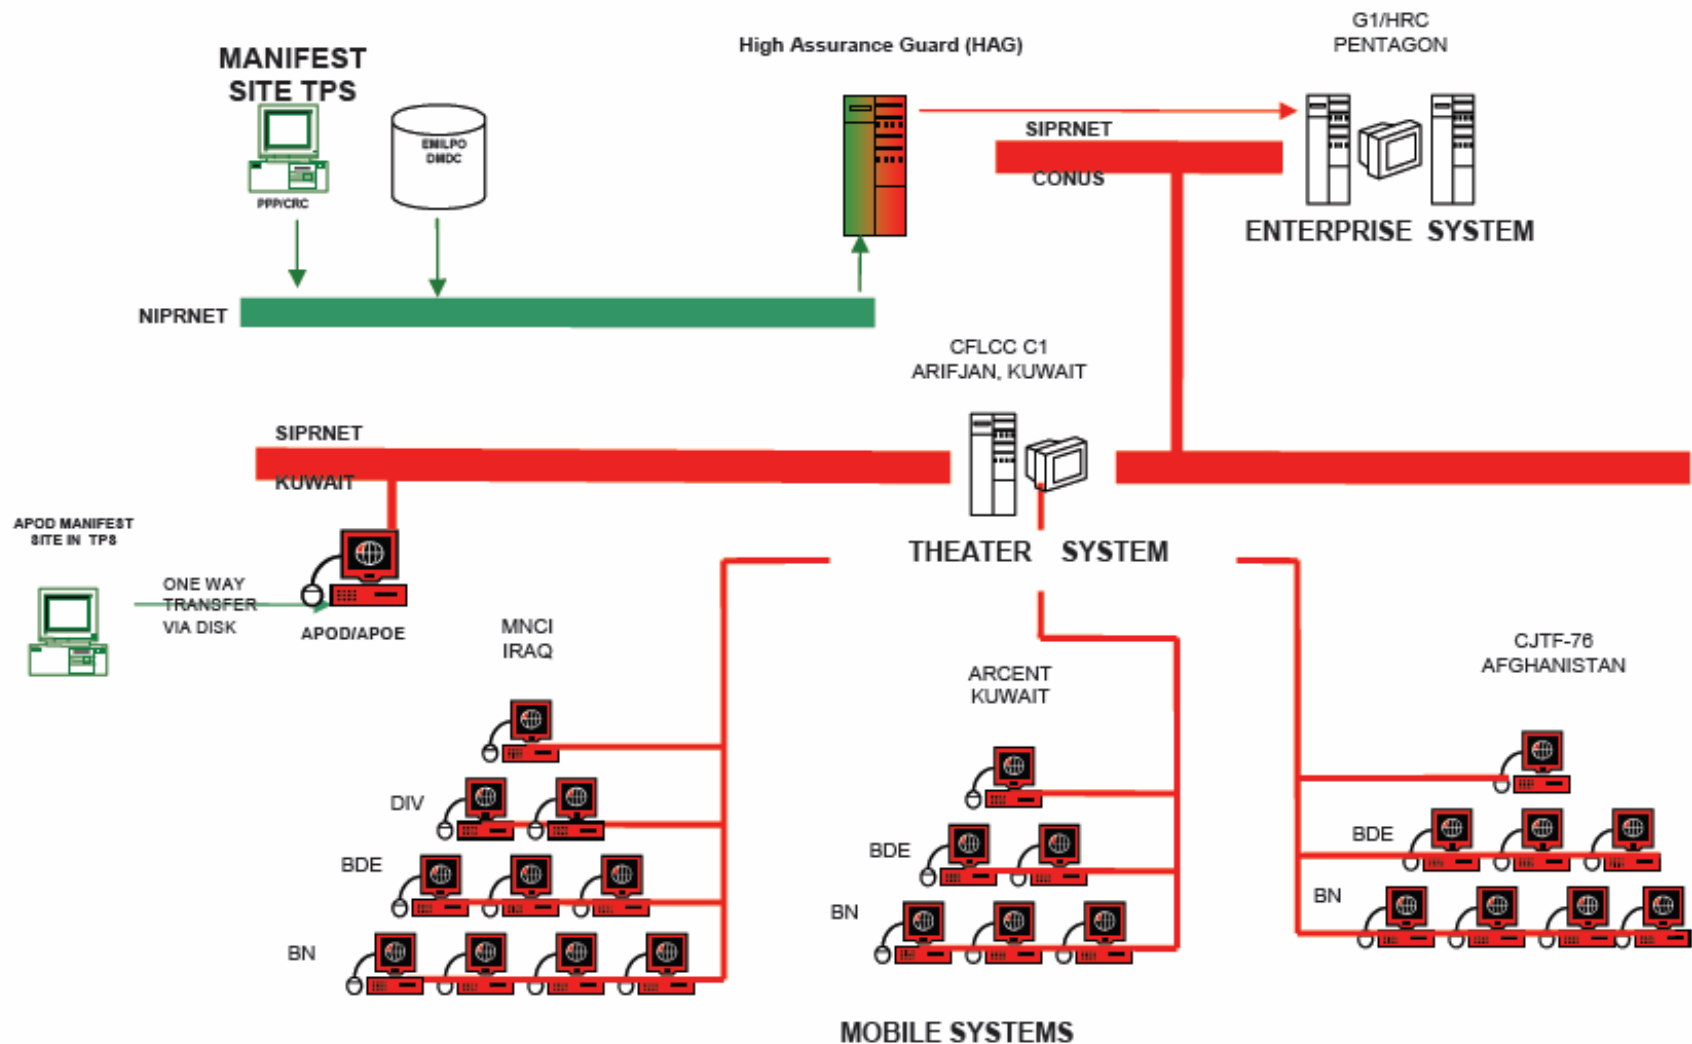 MANIFEST
SITE TPS
PPP/CRC
EMILPO
DMDC
High Assurance Guard (HAG)
G1/HRC
PENTAGON
SIPRNET
CONUS
ENTERPRISE SYSTEM
NIPRNET
CFLCC C1
ARIFJAN, KUWAIT
SIPRNET
KUWAIT
THEATER SYSTEM
APOD MANIFEST
SITE IN TPS
ONE WAY
TRANSFER
VIA DISK
APOD/APOE
MNCI
IRAQ
DIV
BDE
BN
ARCENT
KUWAIT
BDE
BN
CJTF-76
AFGHANISTAN
BDE
BN
MOBILE SYSTEMS